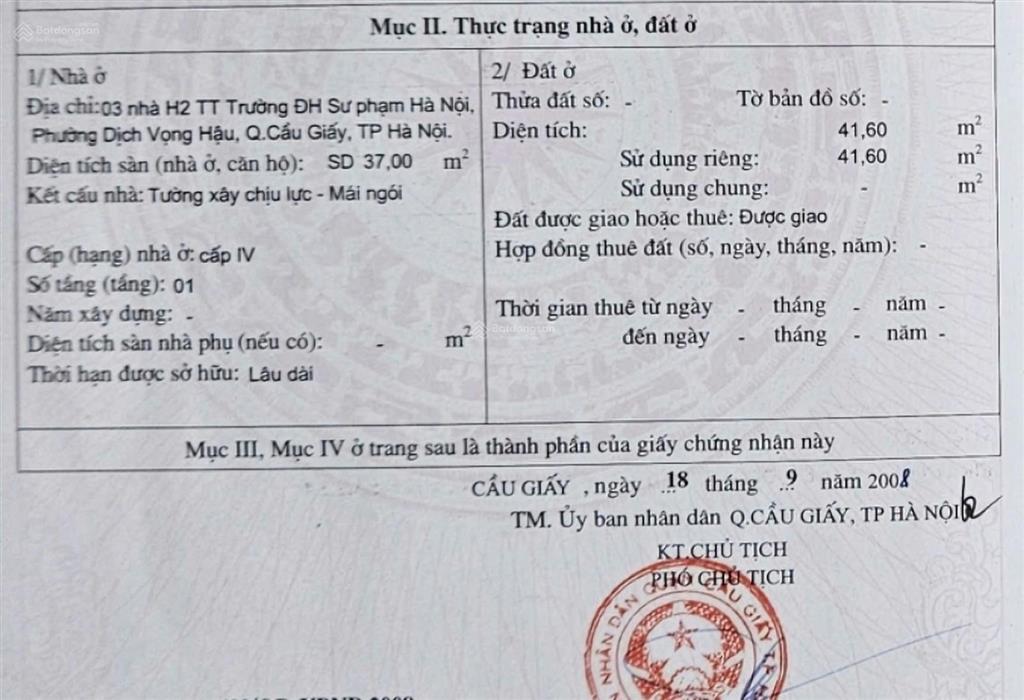 Mục II. Thực trạng nhà ở, đất ở
1/ Nhà ở
Địa chỉ:03 nhà H2 TT Trường ĐH Sư phạm Hà Nội,
Phường Dịch Vọng Hậu, Q.Cầu Giấy, TP Hà Nội.
Diện tích sàn (nhà ở, căn hộ): SD 37,00 m²
Kết cấu nhà: Tường xây chịu lực - Mái ngói
Cấp (hạng) nhà ở: cấp IV
Số tầng (tầng): 01
Năm xây dựng: -
Diện tích sàn nhà phụ (nếu có): - m²
Thời hạn được sở hữu: Lâu dài
2/ Đất ở
Thửa đất số: - Tờ bản đồ số: -
Diện tích: 41,60 m²
Sử dụng riêng: 41,60 m²
Sử dụng chung: - m²
Đất được giao hoặc thuê: Được giao
Hợp đồng thuê đất (số, ngày, tháng, năm): -
Thời gian thuê từ ngày - tháng - năm -
đến ngày - tháng - năm -
Mục III, Mục IV ở trang sau là thành phần của giấy chứng nhận này
CẦU GIẤY , ngày 18 tháng 9 năm 2008
TM. Ủy ban nhân dân Q.CẦU GIẤY, TP HÀ NỘI
KT.CHỦ TỊCH
PHÓ CHỦ TỊCH
NHÂN DÂN QUẬN CẦU GIẤY
Batdongsan
Batdongsan